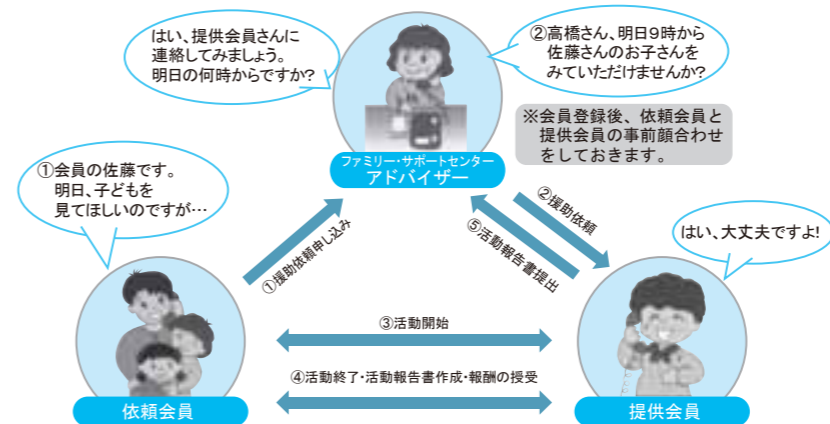 はい、提供会員さんに
連絡してみましょう。
明日の何時からですか?
②高橋さん、明日9時から
佐藤さんのお子さんを
みていただけませんか?
※会員登録後、依頼会員と
提供会員の事前顔合わせ
をしておきます。
ファミリー・サポートセンター
アドバイザー
①会員の佐藤です。
明日、子どもを
見てほしいのですが…
①援助依頼申し込み
②援助依頼
⑤活動報告書提出
はい、大丈夫ですよ!
③活動開始
④活動終了・活動報告書作成・報酬の授受
依頼会員
提供会員